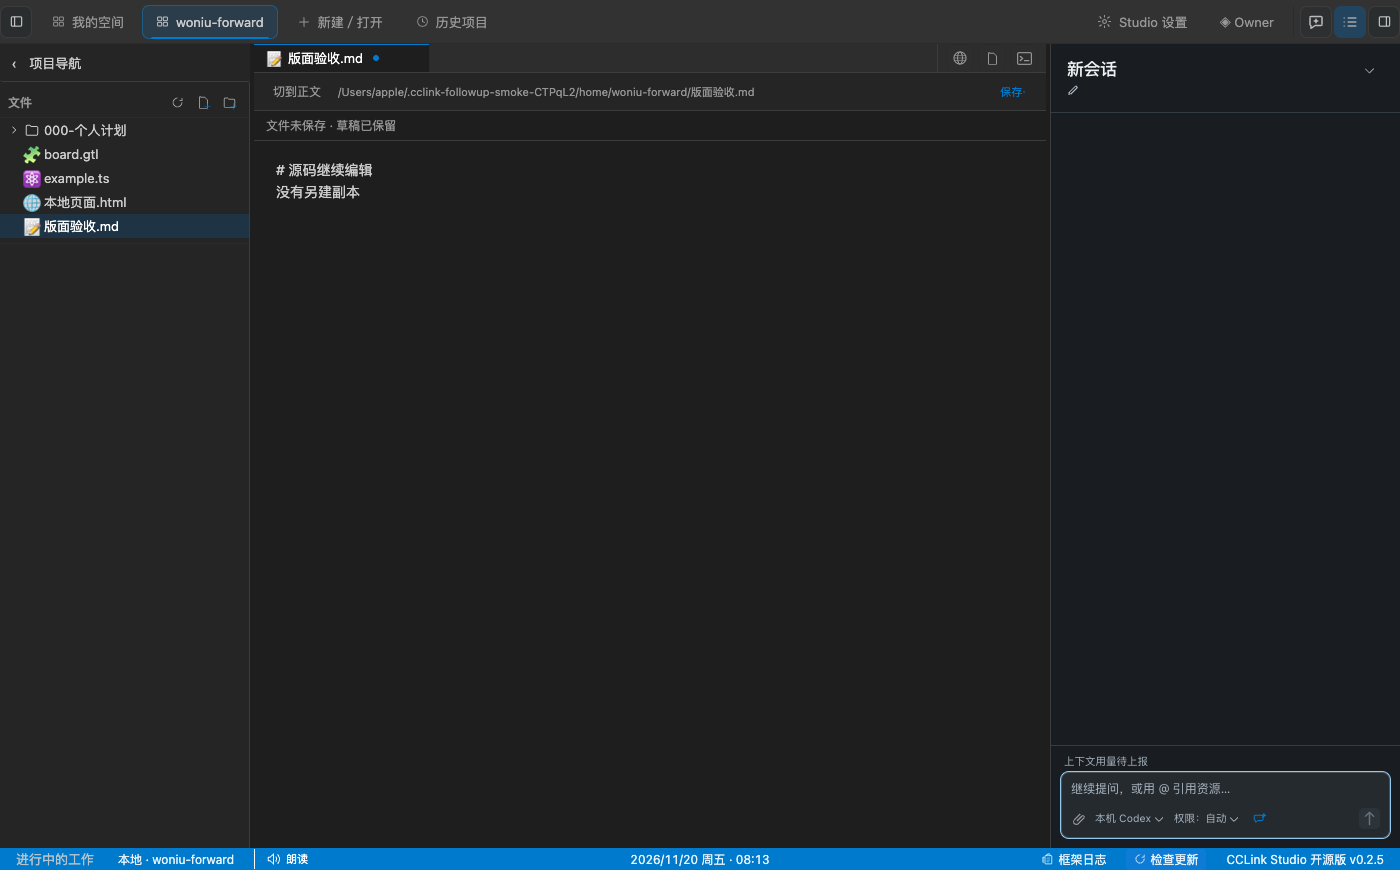 我的空间
woniu-forward
新建 / 打开
历史项目
Studio 设置
Owner
项目导航
文件
000-个人计划
board.gtl
example.ts
本地页面.html
版面验收.md
版面验收.md
切到正文 /Users/apple/.cclink-followup-smoke-CTPqL2/home/woniu-forward/版面验收.md
保存·
文件未保存 · 草稿已保留
# 源码继续编辑
没有另建副本
新会话
上下文用量待上报
继续提问，或用 @ 引用资源...
本机 Codex
权限：自动
进行中的工作
本地 · woniu-forward
朗读
2026/11/20 周五 · 08:13
框架日志
检查更新
CCLink Studio 开源版 v0.2.5